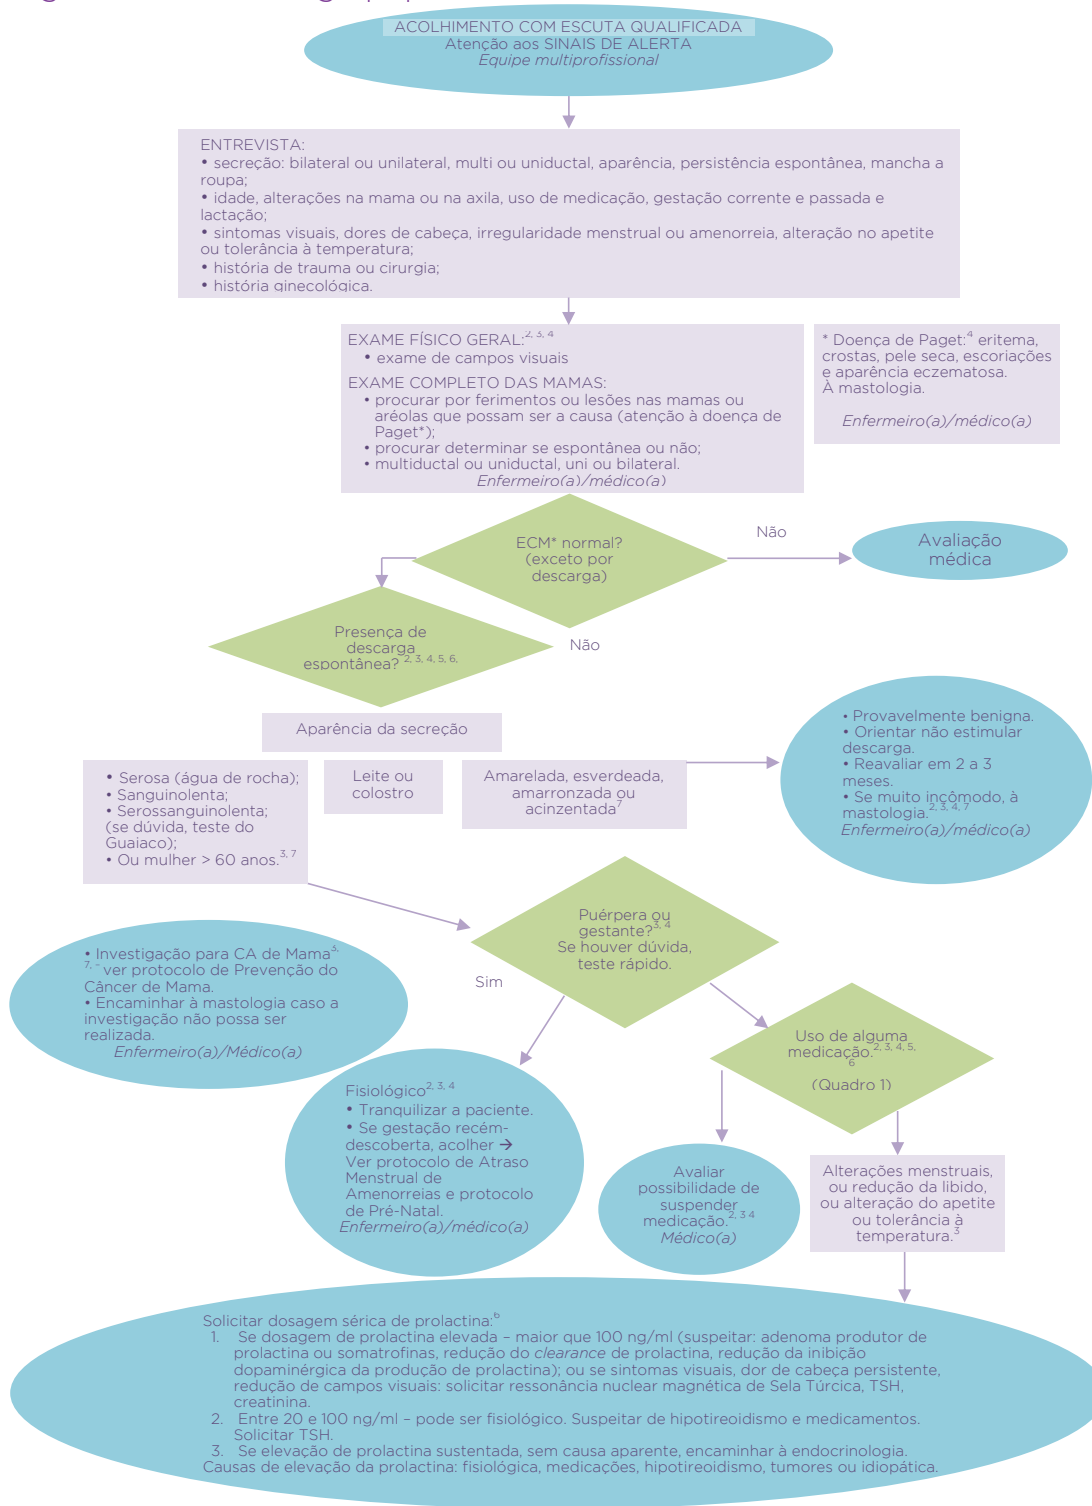 ACOLHIMENTO COM ESCUTA QUALIFICADA
Atenção aos SINAIS DE ALERTA
Equipe multiprofissional
ENTREVISTA:
• secreção: bilateral ou unilateral, multi ou uniductal, aparência, persistência espontânea, mancha a
roupa;
• idade, alterações na mama ou na axila, uso de medicação, gestação corrente e passada e
lactação;
• sintomas visuais, dores de cabeça, irregularidade menstrual ou amenorreia, alteração no apetite
ou tolerância à temperatura;
• história de trauma ou cirurgia;
• história ginecológica.
EXAME FÍSICO GERAL:2, 3, 4
• exame de campos visuais
EXAME COMPLETO DAS MAMAS:
• procurar por ferimentos ou lesões nas mamas ou
aréolas que possam ser a causa (atenção à doença de
Paget*);
• procurar determinar se espontânea ou não;
• multiductal ou uniductal, uni ou bilateral.
Enfermeiro(a)/médico(a)
* Doença de Paget:4 eritema,
crostas, pele seca, escoriações
e aparência eczematosa.
À mastologia.
Enfermeiro(a)/médico(a)
ECM* normal?
(exceto por
descarga)
Não
Avaliação
médica
Presença de
descarga
espontânea? 2, 3, 4, 5, 6,
Não
Aparência da secreção
• Serosa (água de rocha);
• Sanguinolenta;
• Serossanguinolenta;
(se dúvida, teste do
Guaiaco);
• Ou mulher > 60 anos.3, 7
Leite ou
colostro
Amarelada, esverdeada,
amarronzada ou
acinzentada7
• Provavelmente benigna.
• Orientar não estimular
descarga.
• Reavaliar em 2 a 3
meses.
• Se muito incômodo, à
mastologia.2, 3, 4, 7
Enfermeiro(a)/médico(a)
Puérpera ou
gestante?3, 4
Se houver dúvida,
teste rápido.
Sim
• Investigação para CA de Mama3,
7, – ver protocolo de Prevenção do
Câncer de Mama.
• Encaminhar à mastologia caso a
investigação não possa ser
realizada.
Enfermeiro(a)/Médico(a)
Uso de alguma
medicação.2, 3, 4, 5,
6
(Quadro 1)
Fisiológico2, 3, 4
• Tranquilizar a paciente.
• Se gestação recém-
descoberta, acolher →
Ver protocolo de Atraso
Menstrual de
Amenorreias e protocolo
de Pré-Natal.
Enfermeiro(a)/médico(a)
Avaliar
possibilidade de
suspender
medicação.2, 3 4
Médico(a)
Alterações menstruais,
ou redução da libido,
ou alteração do apetite
ou tolerância à
temperatura.3
Solicitar dosagem sérica de prolactina:6
1. Se dosagem de prolactina elevada – maior que 100 ng/ml (suspeitar: adenoma produtor de
prolactina ou somatrofinas, redução do clearance de prolactina, redução da inibição
dopaminérgica da produção de prolactina); ou se sintomas visuais, dor de cabeça persistente,
redução de campos visuais: solicitar ressonância nuclear magnética de Sela Túrcica, TSH,
creatinina.
2. Entre 20 e 100 ng/ml – pode ser fisiológico. Suspeitar de hipotireoidismo e medicamentos.
Solicitar TSH.
3. Se elevação de prolactina sustentada, sem causa aparente, encaminhar à endocrinologia.
Causas de elevação da prolactina: fisiológica, medicações, hipotireoidismo, tumores ou idiopática.